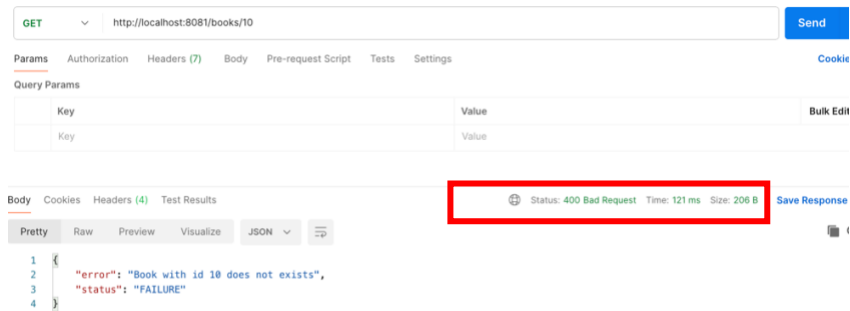 GET http://localhost:8081/books/10 Send
Params Authorization Headers (7) Body Pre-request Script Tests Settings Cookie
Query Params
Key Value Bulk Edit
Key Value
Body Cookies Headers (4) Test Results Status: 400 Bad Request Time: 121 ms Size: 206 B Save Response
Pretty Raw Preview Visualize JSON
1 {
2 "error": "Book with id 10 does not exists",
3 "status": "FAILURE"
4 }